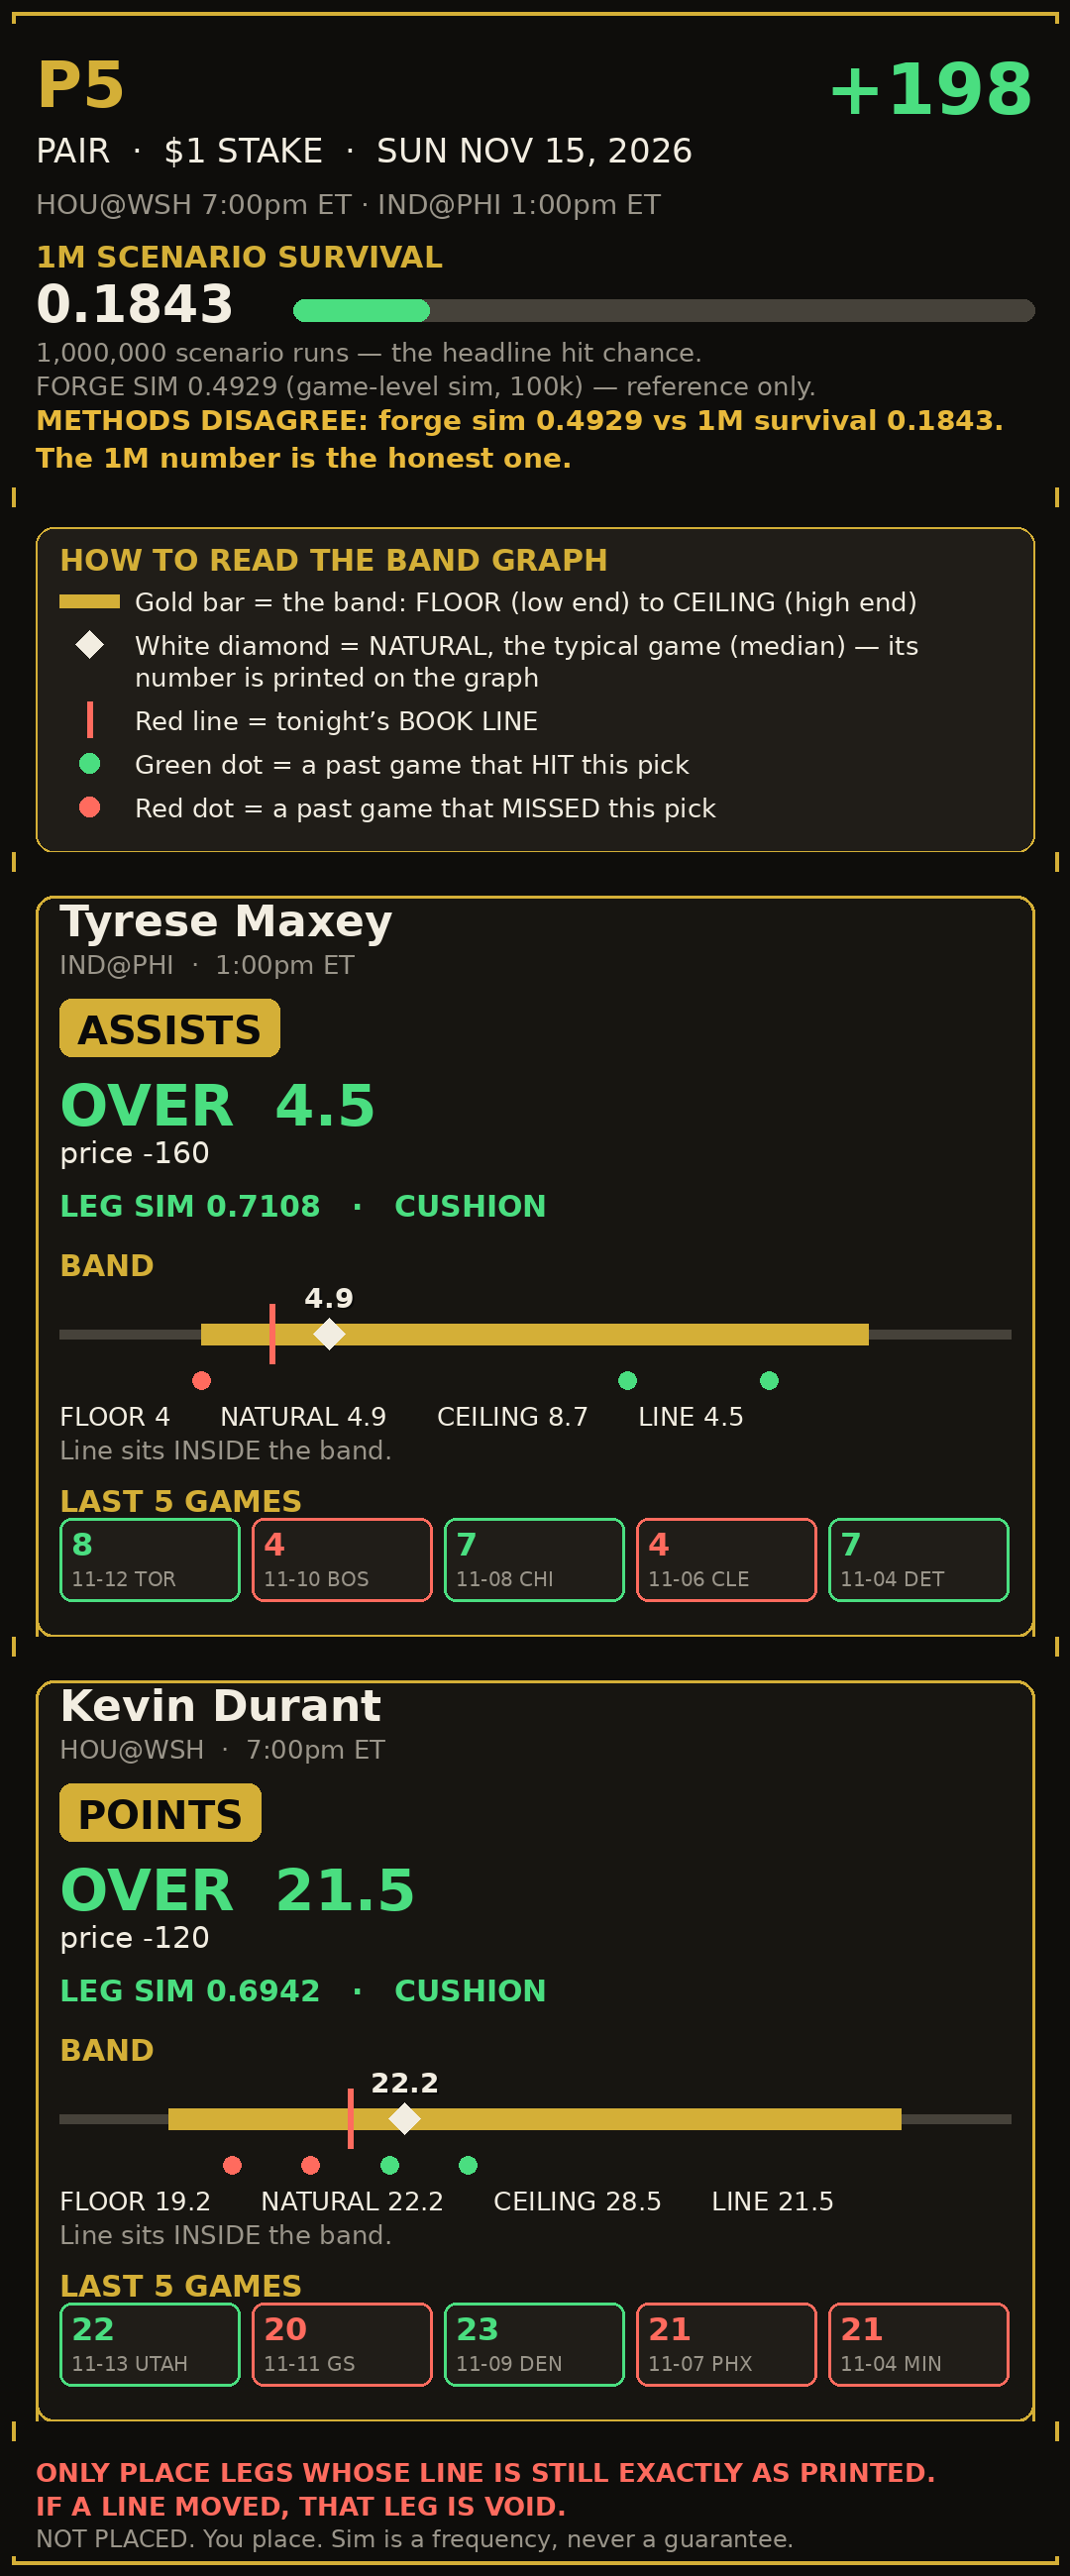 P5
+198
PAIR · $1 STAKE · SUN NOV 15, 2026
HOU@WSH 7:00pm ET · IND@PHI 1:00pm ET
1M SCENARIO SURVIVAL
0.1843
1,000,000 scenario runs — the headline hit chance.
FORGE SIM 0.4929 (game-level sim, 100k) — reference only.
METHODS DISAGREE: forge sim 0.4929 vs 1M survival 0.1843.
The 1M number is the honest one.
HOW TO READ THE BAND GRAPH
Gold bar = the band: FLOOR (low end) to CEILING (high end)
White diamond = NATURAL, the typical game (median) — its
number is printed on the graph
Red line = tonight’s BOOK LINE
Green dot = a past game that HIT this pick
Red dot = a past game that MISSED this pick
Tyrese Maxey
IND@PHI · 1:00pm ET
ASSISTS
OVER 4.5
price -160
LEG SIM 0.7108 · CUSHION
BAND
4.9
FLOOR 4 NATURAL 4.9 CEILING 8.7 LINE 4.5
Line sits INSIDE the band.
LAST 5 GAMES
8 4 7 4 7
11-12 TOR 11-10 BOS 11-08 CHI 11-06 CLE 11-04 DET
Kevin Durant
HOU@WSH · 7:00pm ET
POINTS
OVER 21.5
price -120
LEG SIM 0.6942 · CUSHION
BAND
22.2
FLOOR 19.2 NATURAL 22.2 CEILING 28.5 LINE 21.5
Line sits INSIDE the band.
LAST 5 GAMES
22 20 23 21 21
11-13 UTAH 11-11 GS 11-09 DEN 11-07 PHX 11-04 MIN
ONLY PLACE LEGS WHOSE LINE IS STILL EXACTLY AS PRINTED.
IF A LINE MOVED, THAT LEG IS VOID.
NOT PLACED. You place. Sim is a frequency, never a guarantee.